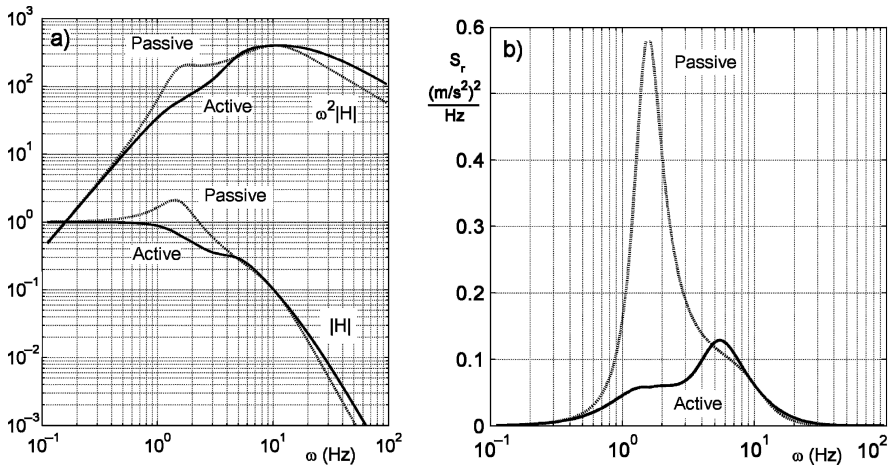 a)
10³
10²
10¹
10⁰
10⁻¹
10⁻²
10⁻³
Passive
Active
ω²|H|
Passive
Active
|H|
10⁻¹
10⁰
10¹
10²
ω (Hz)
b)
Sᵣ
(m/s²)²
Hz
0.6
0.5
0.4
0.3
0.2
0.1
0
Passive
Active
10⁻¹
10⁰
10¹
10²
ω (Hz)